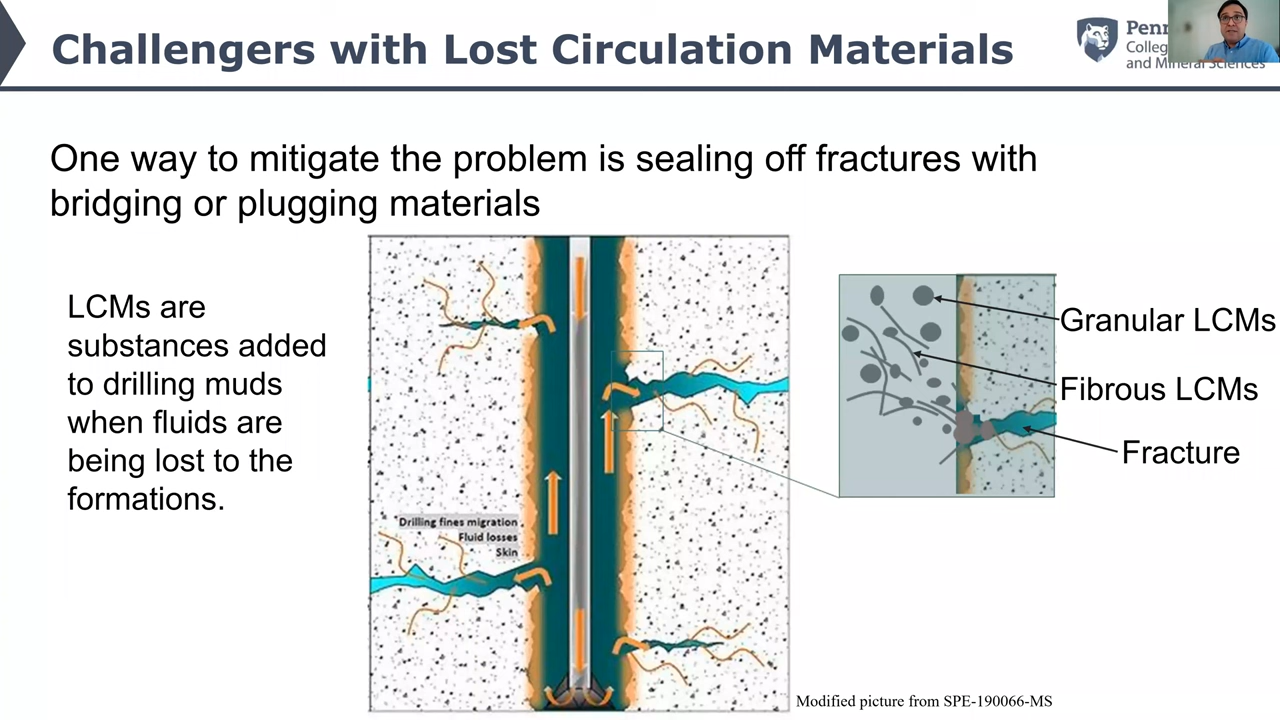 Challengers with Lost Circulation Materials
Penn
Colleg
and Mineral Sciences
One way to mitigate the problem is sealing off fractures with
bridging or plugging materials
LCMs are
substances added
to drilling muds
when fluids are
being lost to the
formations.
Drilling fines migration
Fluid losses
Skin
Granular LCMs
Fibrous LCMs
Fracture
Modified picture from SPE-190066-MS